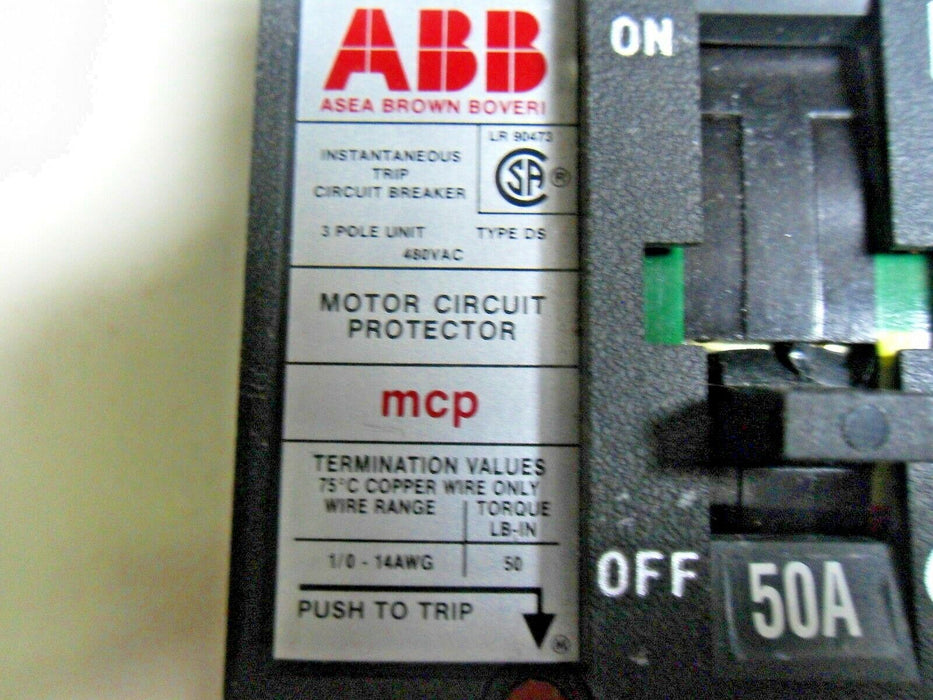 ABB
ASEA BROWN BOVERI
LR 90473
INSTANTANEOUS
TRIP
CIRCUIT BREAKER
SA ®
3 POLE UNIT TYPE DS
480VAC
MOTOR CIRCUIT
PROTECTOR
mcp
TERMINATION VALUES
75°C COPPER WIRE ONLY
WIRE RANGE TORQUE
LB-IN
1/0 - 14AWG 50
PUSH TO TRIP
ON
OFF
50A